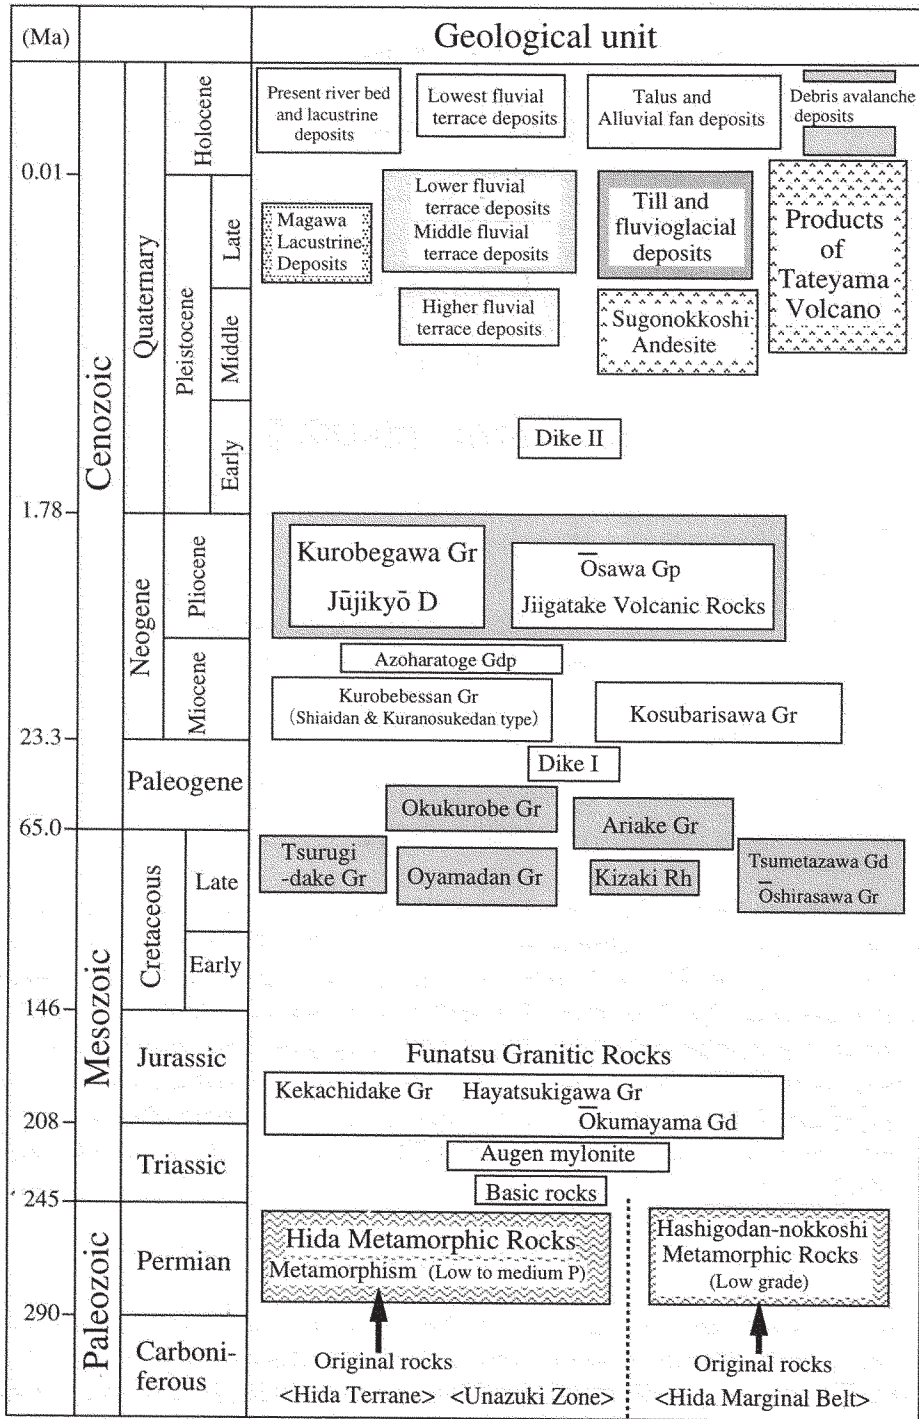 (Ma)
Geological unit
Cenozoic
Quaternary
Holocene
Present river bed
and lacustrine
deposits
Lowest fluvial
terrace deposits
Talus and
Alluvial fan deposits
Debris avalanche
deposits
0.01
Pleistocene
Late
Magawa
Lacustrine
Deposits
Lower fluvial
terrace deposits
Middle fluvial
terrace deposits
Till and
fluvioglacial
deposits
Products
of
Tateyama
Volcano
Middle
Higher fluvial
terrace deposits
Sugonokkoshi
Andesite
Early
Dike II
1.78
Neogene
Pliocene
Kurobegawa Gr
Jūjikyō D
Ōsawa Gp
Jiigatake Volcanic Rocks
Miocene
Azoharatoge Gdp
Kurobebessan Gr
(Shiaidan & Kuranosukedan type)
Kosubarisawa Gr
23.3
Paleogene
Dike I
Okukurobe Gr
Ariake Gr
65.0
Mesozoic
Cretaceous
Late
Tsurugi
-dake Gr
Oyamadan Gr
Kizaki Rh
Tsumetazawa Gd
Ōshirasawa Gr
Early
146
Jurassic
Funatsu Granitic Rocks
Kekachidake Gr
Hayatsukigawa Gr
Ōkumayama Gd
208
Triassic
Augen mylonite
Basic rocks
245
Paleozoic
Permian
Hida Metamorphic Rocks
Metamorphism (Low to medium P)
Hashigodan-nokkoshi
Metamorphic Rocks
(Low grade)
290
Carboni-
ferous
Original rocks
<Hida Terrane> <Unazuki Zone>
Original rocks
<Hida Marginal Belt>